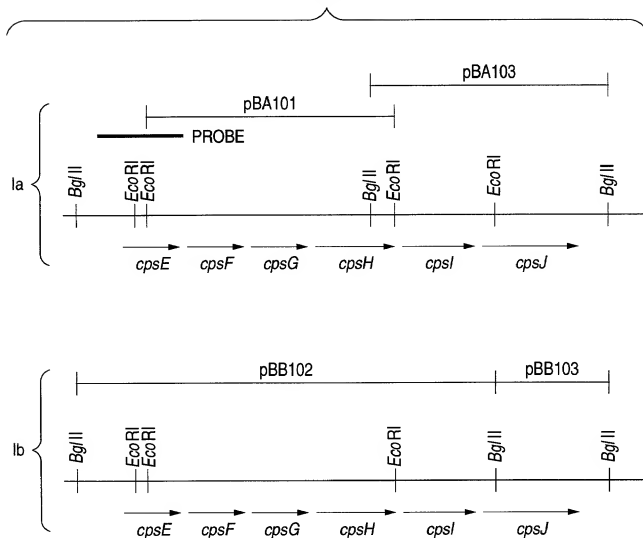 pBA103
pBA101
PROBE
Ia
BglII EcoRI EcoRI BglII EcoRI EcoRI BglII
cpsE cpsF cpsG cpsH cpsI cpsJ
pBB102 pBB103
Ib
BglII EcoRI EcoRI EcoRI BglII BglII
cpsE cpsF cpsG cpsH cpsI cpsJ